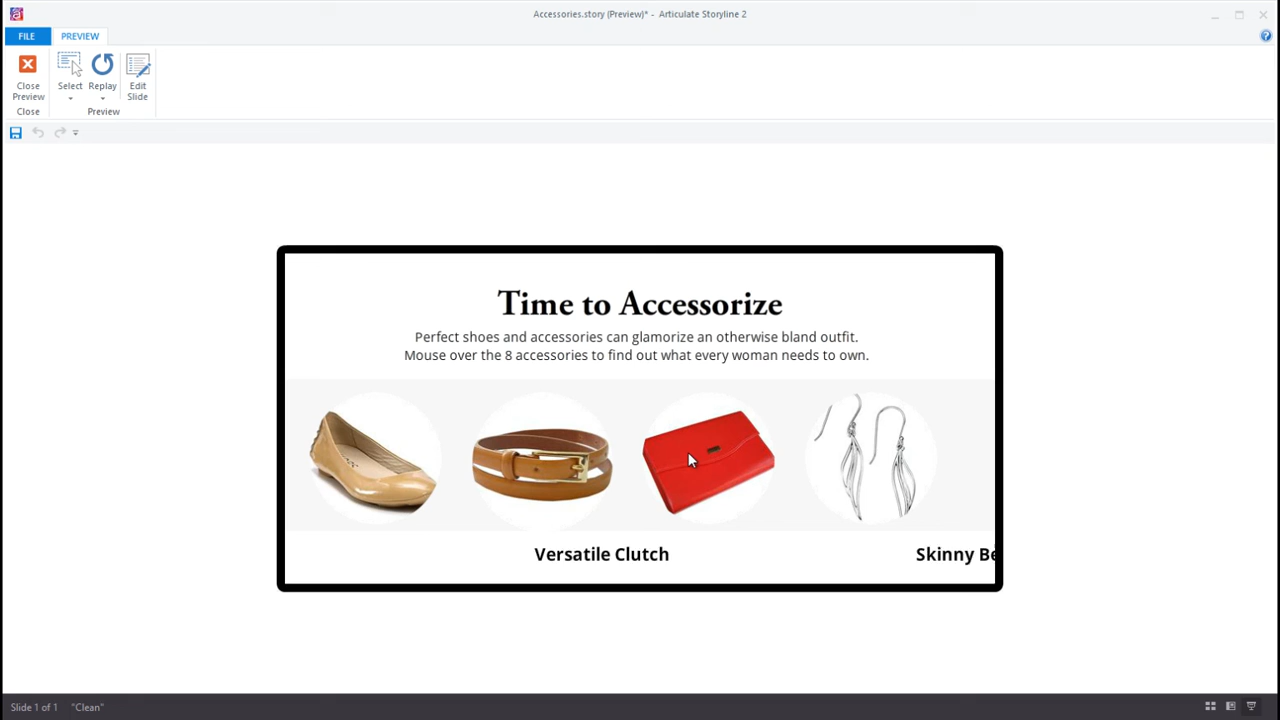 Accessories.story (Preview)* - Articulate Storyline 2
FILE
PREVIEW
Close Preview
Select
Replay
Edit Slide
Close
Preview
Time to Accessorize
Perfect shoes and accessories can glamorize an otherwise bland outfit.
Mouse over the 8 accessories to find out what every woman needs to own.
Versatile Clutch
Skinny Be
Slide 1 of 1
"Clean"